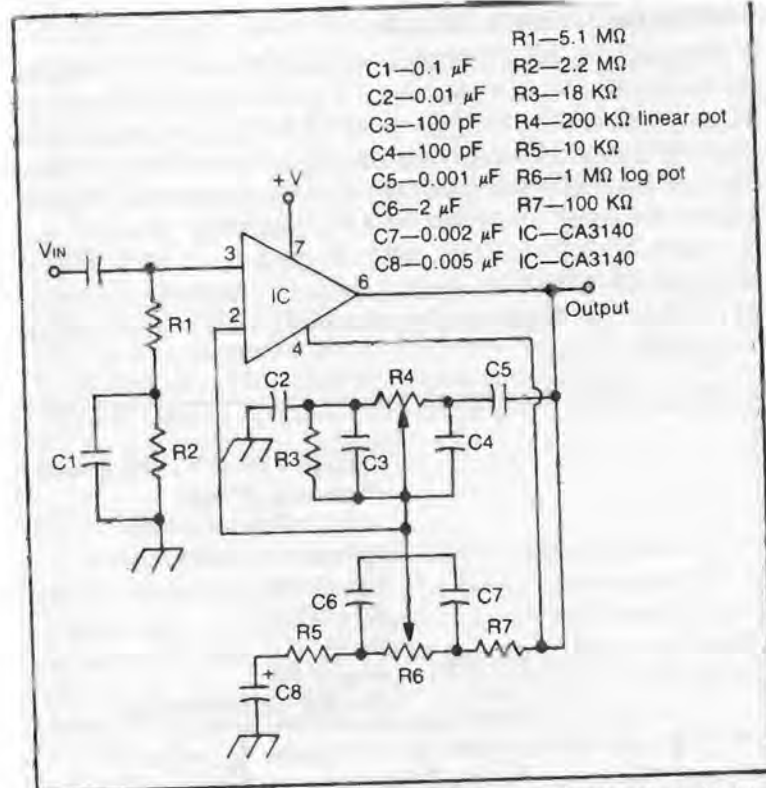 R1—5.1 MΩ
C1—0.1 μF R2—2.2 MΩ
C2—0.01 μF R3—18 KΩ
C3—100 pF R4—200 KΩ linear pot
C4—100 pF R5—10 KΩ
C5—0.001 μF R6—1 MΩ log pot
C6—2 μF R7—100 KΩ
C7—0.002 μF IC—CA3140
C8—0.005 μF IC—CA3140
+V
7
VIN
3
IC
6
Output
2
4
R1
C2
R4
C5
C1
R2
R3
C3
C4
C6
C7
R5
R6
R7
+
C8